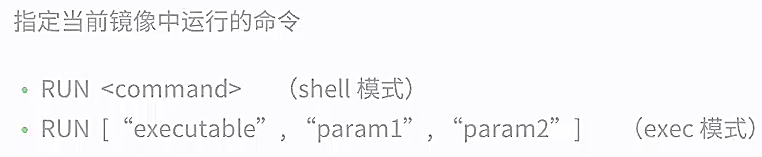 指定当前镜像中运行的命令
• RUN <command> （shell 模式）
• RUN [ “executable” , “param1” , “param2” ] （exec 模式）